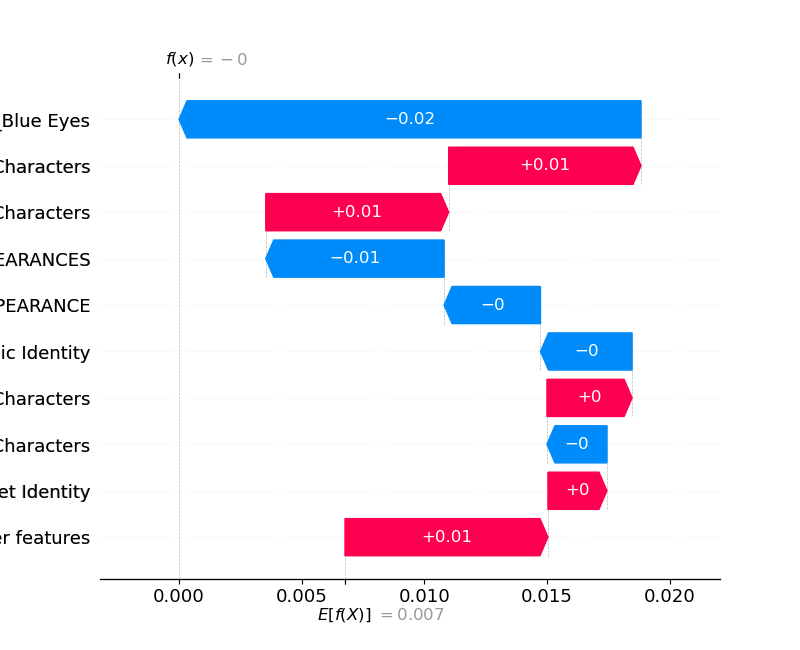 f(x) = − 0
_Blue Eyes −0.02
Characters +0.01
Characters +0.01
EARANCES −0.01
PEARANCE −0
ic Identity −0
Characters +0
Characters −0
et Identity +0
er features +0.01
0.000 0.005 0.010 0.015 0.020
E[f(X)] = 0.007